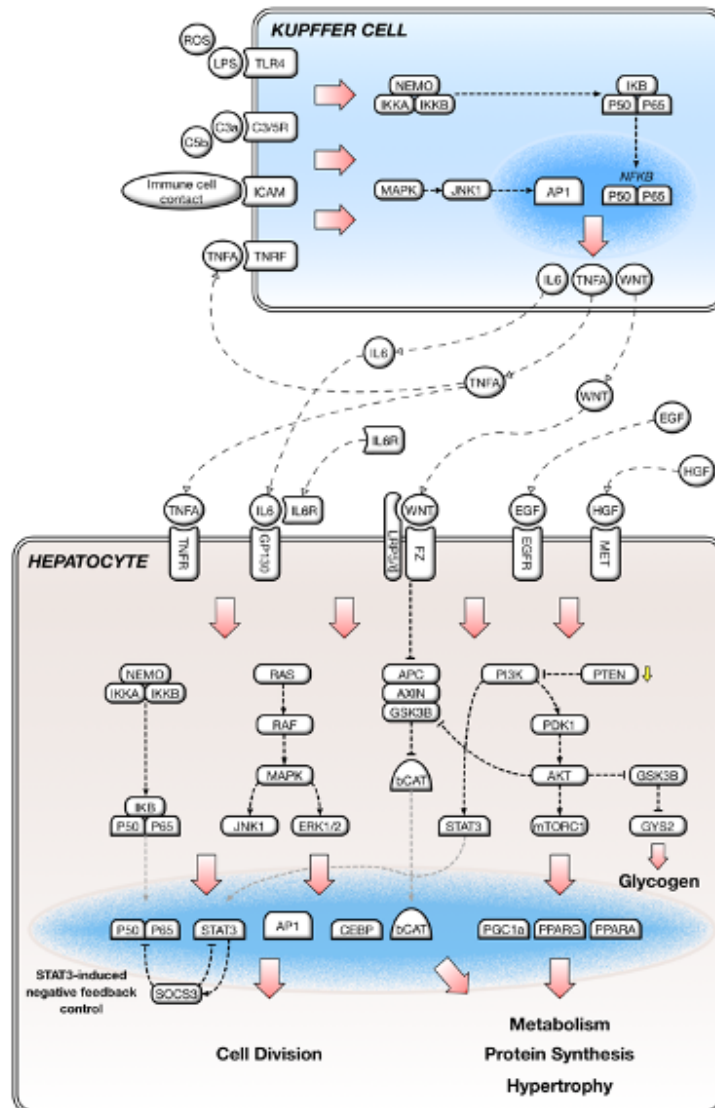 KUPFFER CELL
ROS
LPS TLR4
NEMO
IKKA IKKB
IKB
P50 P65
C3a C3/5R
C5b
Immune cell
contact
ICAM
MAPK JNK1 AP1
NFKB
P50 P65
TNFA TNRF
IL6 TNFA WNT
IL6
TNFA
WNT
EGF
IL6R
HGF
TNFA IL6 IL6R WNT EGF HGF
TNFR GP130 LRP5/6 FZ EGFR MET
HEPATOCYTE
NEMO
IKKA IKKB
RAS
APC
AXIN
GSK3B
PI3K PTEN
RAF
PDK1
MAPK
bCAT
AKT GSK3B
IKB
P50 P65
JNK1 ERK1/2
STAT3
mTORC1
GYS2
Glycogen
P50 P65 STAT3 AP1 CEBP bCAT PGC1a PPARG PPARA
STAT3-induced
negative feedback
control
SOCS3
Cell Division
Metabolism
Protein Synthesis
Hypertrophy